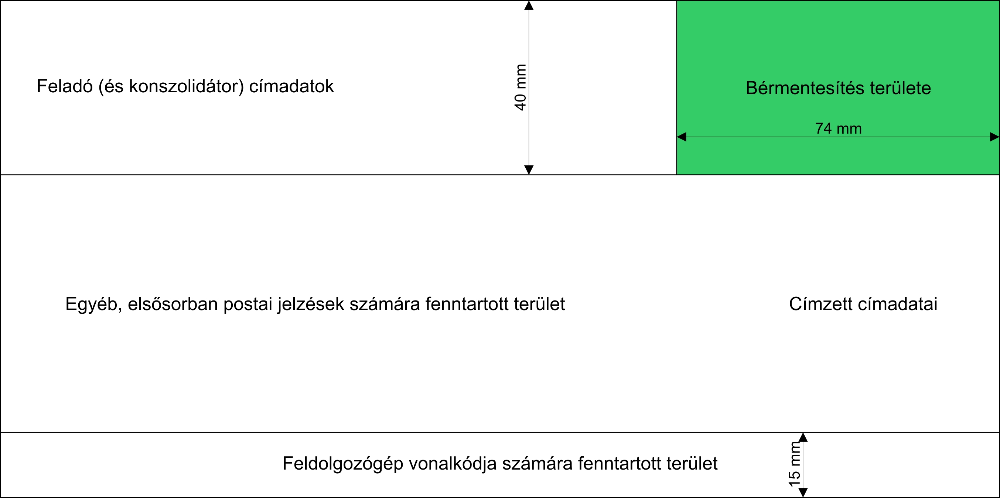 Feladó (és konszolidátor) címadatok
40 mm
Bérmentesítés területe
74 mm
Egyéb, elsősorban postai jelzések számára fenntartott terület
Címzett címadatai
Feldolgozógép vonalkódja számára fenntartott terület
15 mm